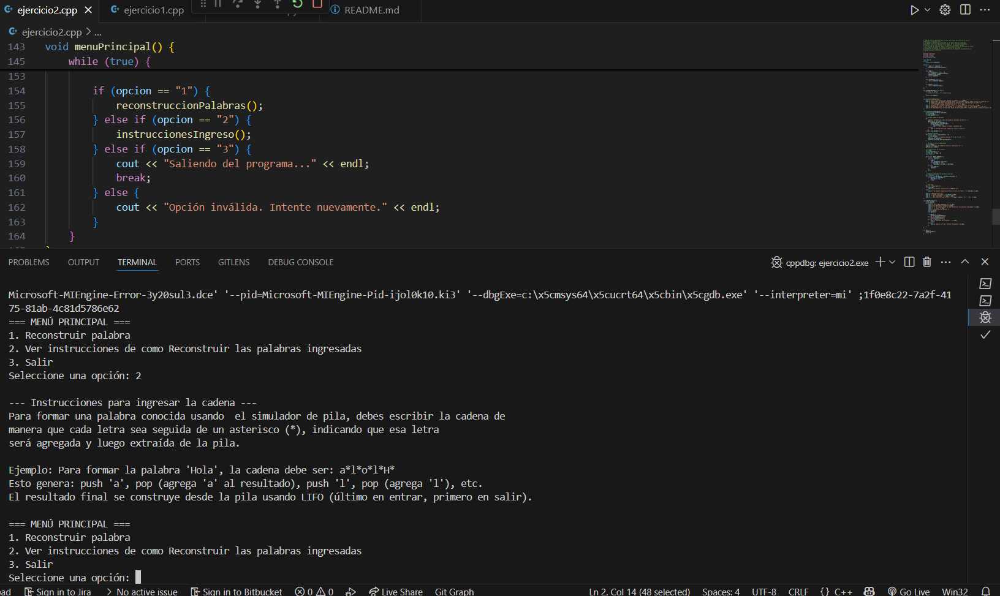 ejercicio2.cpp
ejercicio1.cpp
README.md
ejercicio2.cpp > ...
143 void menuPrincipal() {
145 while (true) {
153
154 if (opcion == "1") {
155 reconstruccionPalabras();
156 } else if (opcion == "2") {
157 instruccionesIngreso();
158 } else if (opcion == "3") {
159 cout << "Saliendo del programa..." << endl;
160 break;
161 } else {
162 cout << "Opción inválida. Intente nuevamente." << endl;
163 }
164 }
PROBLEMS OUTPUT TERMINAL PORTS GITLENS DEBUG CONSOLE
cppdbg: ejercicio2.exe
Microsoft-MIEngine-Error-3y20sul3.dce' '--pid=Microsoft-MIEngine-Pid-ijol0k10.ki3' '--dbgExe=c:\x5cmsys64\x5cucrt64\x5cbin\x5cgdb.exe' '--interpreter=mi' ;1f0e8c22-7a2f-41
75-81ab-4c81d5786e62
=== MENÚ PRINCIPAL ===
1. Reconstruir palabra
2. Ver instrucciones de como Reconstruir las palabras ingresadas
3. Salir
Seleccione una opción: 2
--- Instrucciones para ingresar la cadena ---
Para formar una palabra conocida usando  el simulador de pila, debes escribir la cadena de
manera que cada letra sea seguida de un asterisco (*), indicando que esa letra
será agregada y luego extraída de la pila.
Ejemplo: Para formar la palabra 'Hola', la cadena debe ser: a*l*o*l*H*
Esto genera: push 'a', pop (agrega 'a' al resultado), push 'l', pop (agrega 'l'), etc.
El resultado final se construye desde la pila usando LIFO (último en entrar, primero en salir).
=== MENÚ PRINCIPAL ===
1. Reconstruir palabra
2. Ver instrucciones de como Reconstruir las palabras ingresadas
3. Salir
Seleccione una opción:
Sign in to Jira > No active issue Sign in to Bitbucket 0 0 Live Share Git Graph Ln 2, Col 14 (48 selected) Spaces: 4 UTF-8 CRLF {} C++ Go Live Win32